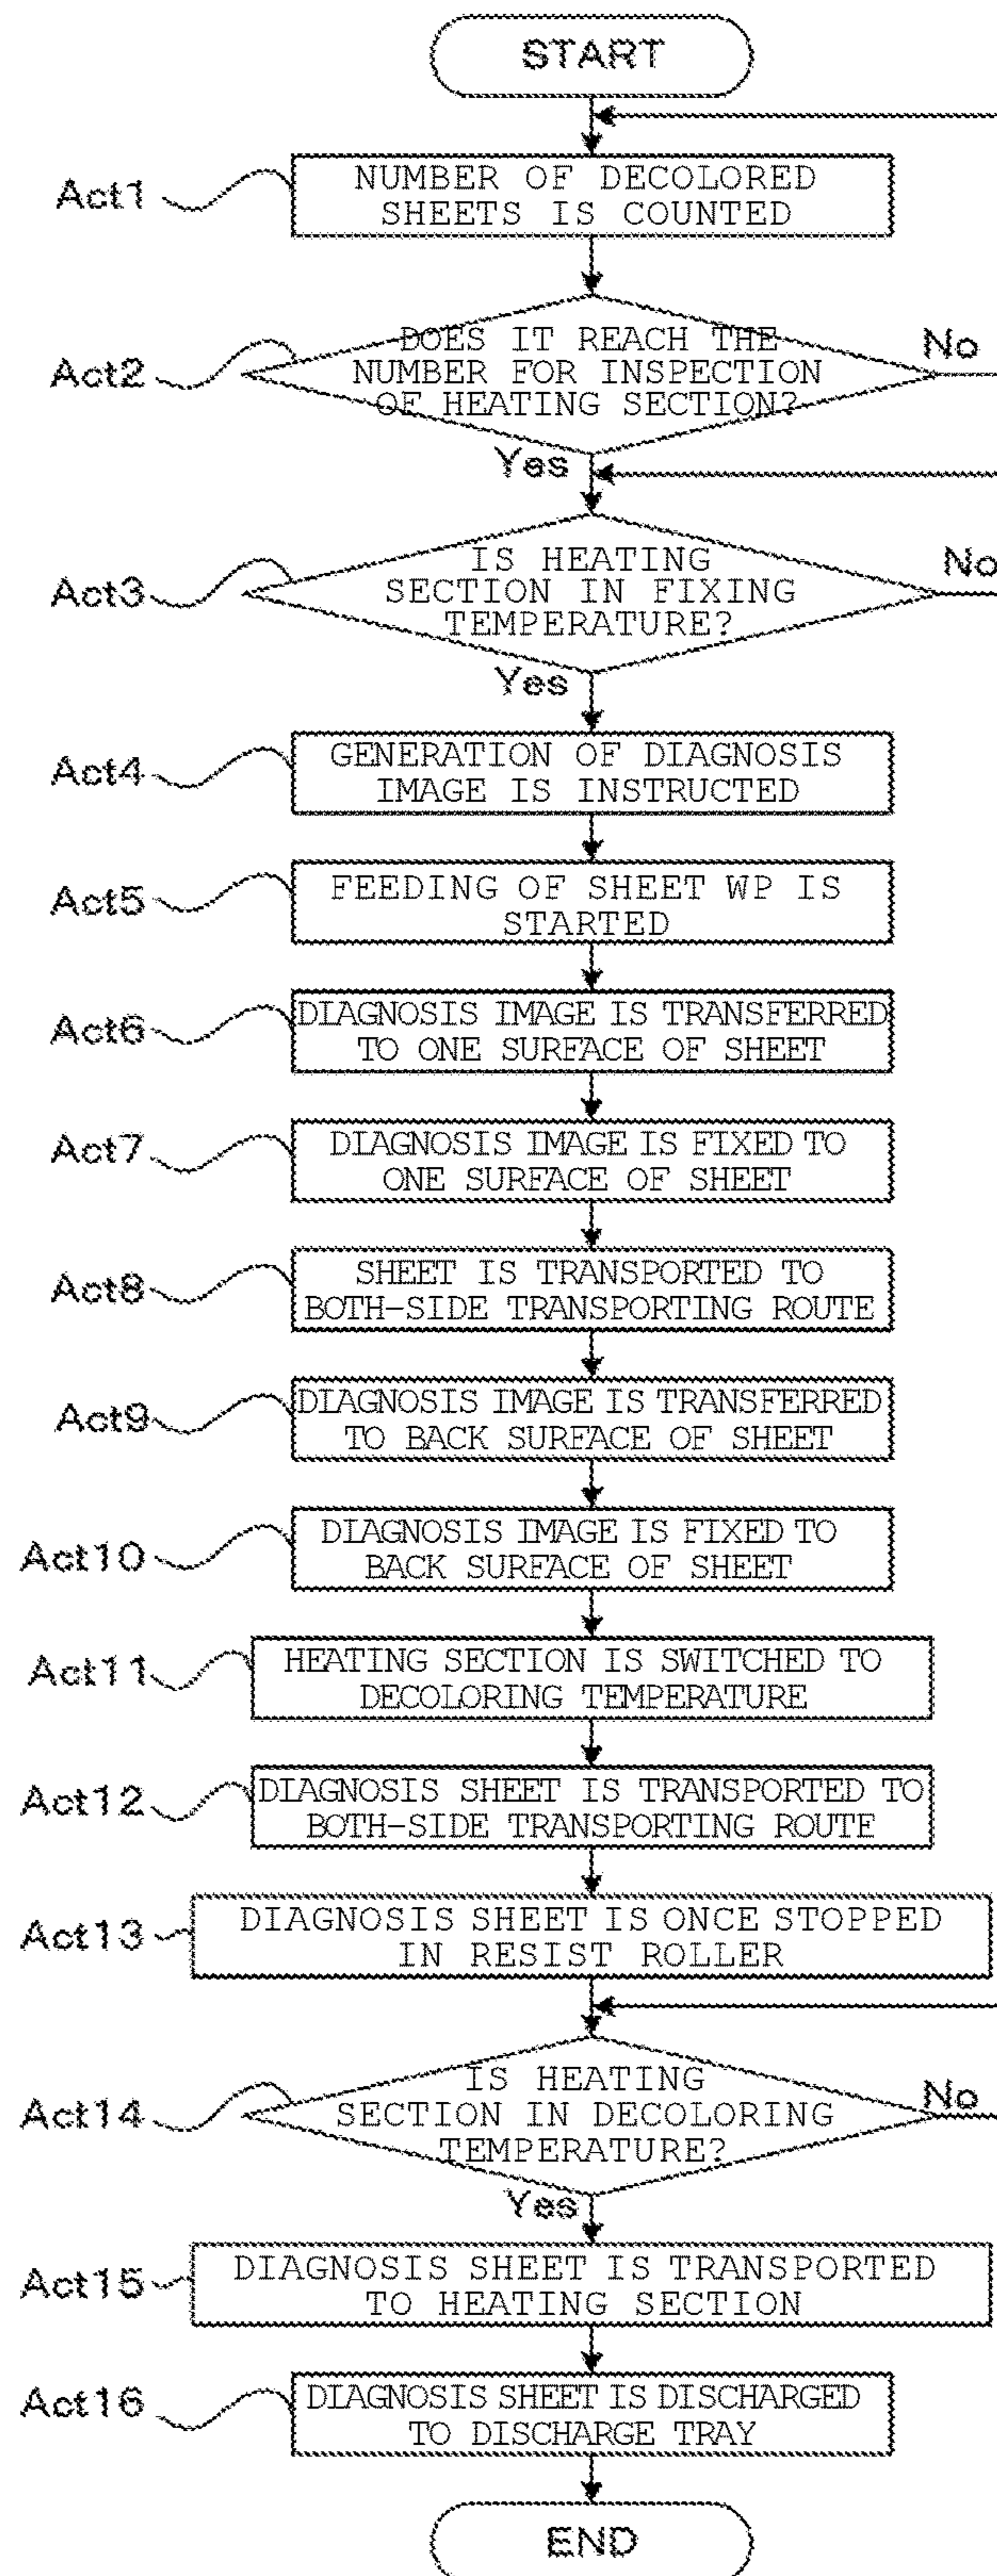 START
Act1
NUMBER OF DECOLORED
SHEETS IS COUNTED
Act2
DOES IT REACH THE
NUMBER FOR INSPECTION
OF HEATING SECTION?
No
Yes
Act3
IS HEATING
SECTION IN FIXING
TEMPERATURE?
No
Yes
Act4
GENERATION OF DIAGNOSIS
IMAGE IS INSTRUCTED
Act5
FEEDING OF SHEET WP IS
STARTED
Act6
DIAGNOSIS IMAGE IS TRANSFERRED
TO ONE SURFACE OF SHEET
Act7
DIAGNOSIS IMAGE IS FIXED TO
ONE SURFACE OF SHEET
Act8
SHEET IS TRANSPORTED TO
BOTH-SIDE TRANSPORTING ROUTE
Act9
DIAGNOSIS IMAGE IS TRANSFERRED
TO BACK SURFACE OF SHEET
Act10
DIAGNOSIS IMAGE IS FIXED TO
BACK SURFACE OF SHEET
Act11
HEATING SECTION IS SWITCHED TO
DECOLORING TEMPERATURE
Act12
DIAGNOSIS SHEET IS TRANSPORTED TO
BOTH-SIDE TRANSPORTING ROUTE
Act13
DIAGNOSIS SHEET IS ONCE STOPPED
IN RESIST ROLLER
Act14
IS HEATING
SECTION IN DECOLORING
TEMPERATURE?
No
Yes
Act15
DIAGNOSIS SHEET IS TRANSPORTED
TO HEATING SECTION
Act16
DIAGNOSIS SHEET IS DISCHARGED
TO DISCHARGE TRAY
END